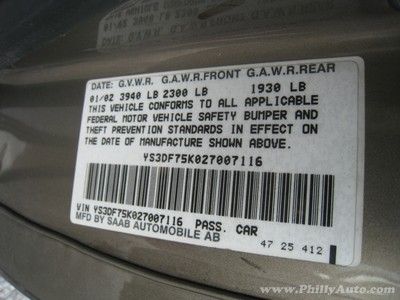 DATE: G.V.W.R. G.A.W.R.FRONT G.A.W.R.REAR
01/02 3940 LB 2300 LB 1930 LB
THIS VEHICLE CONFORMS TO ALL APPLICABLE
FEDERAL MOTOR VEHICLE SAFETY BUMPER AND
THEFT PREVENTION STANDARDS IN EFFECT ON
THE DATE OF MANUFACTURE SHOWN ABOVE.
YS3DF75K027007116
VIN YS3DF75K027007116 PASS. CAR
MFD BY SAAB AUTOMOBILE AB
47 25 412
www.PhillyAuto.com